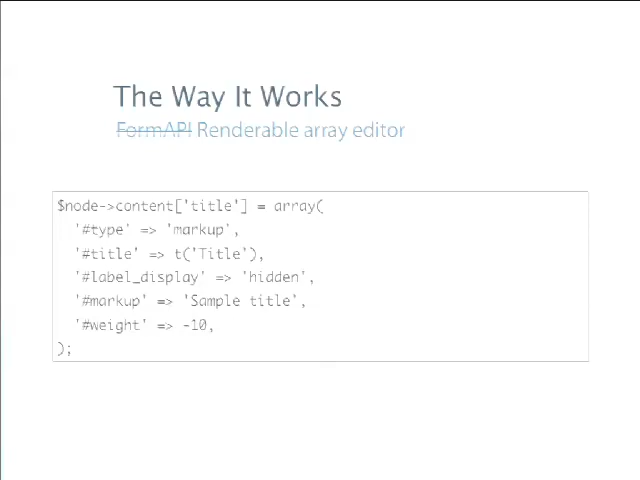 The Way It Works
FormAPI Renderable array editor
$node->content['title'] = array(
'#type' => 'markup',
'#title' => t('Title'),
'#label_display' => 'hidden',
'#markup' => 'Sample title',
'#weight' => -10,
);